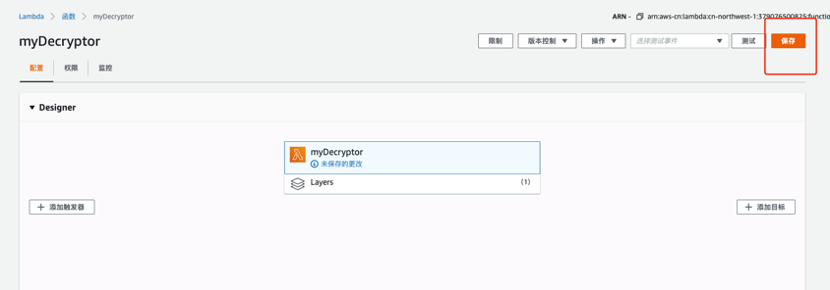 Lambda > 函数 > myDecryptor
ARN - arn:aws-cn:lambda:cn-northwest-1:379076500825:functio
myDecryptor
限制 版本控制 操作 选择测试事件 测试 保存
配置 权限 监控
Designer
myDecryptor
未保存的更改
Layers (1)
添加触发器 添加目标